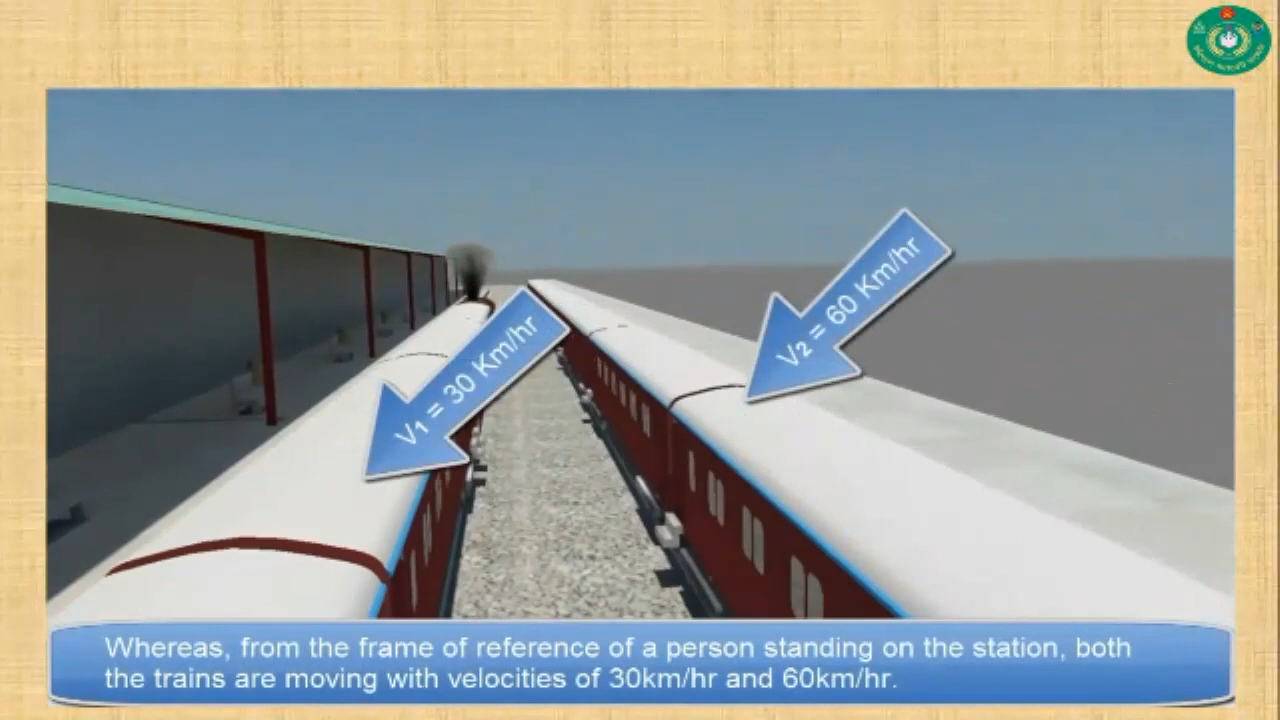 V₂ = 60 Km/hr
V₁ = 30 Km/hr
Whereas, from the frame of reference of a person standing on the station, both
the trains are moving with velocities of 30km/hr and 60km/hr.